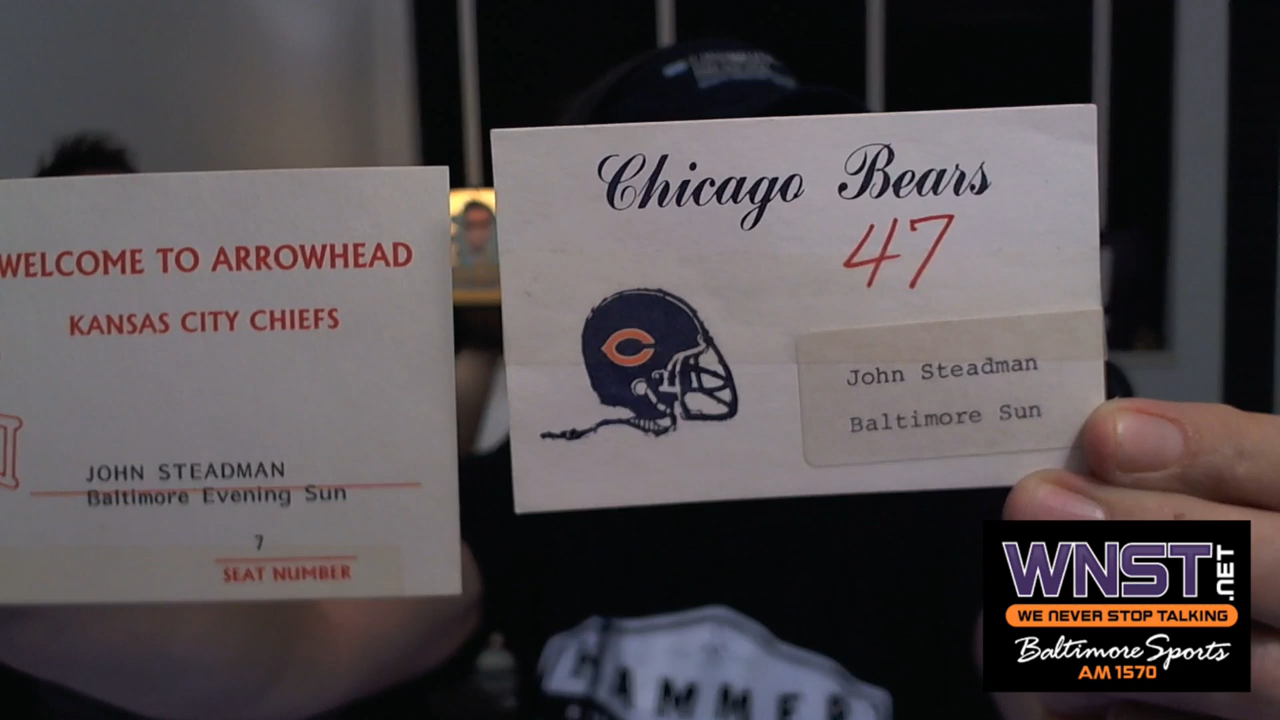 WELCOME TO ARROWHEAD
KANSAS CITY CHIEFS
JOHN STEADMAN
Baltimore Evening Sun
7
SEAT NUMBER
Chicago Bears
47
C
John Steadman
Baltimore Sun
HAMMER
WNST.NET
WE NEVER STOP TALKING
Baltimore Sports
AM 1570